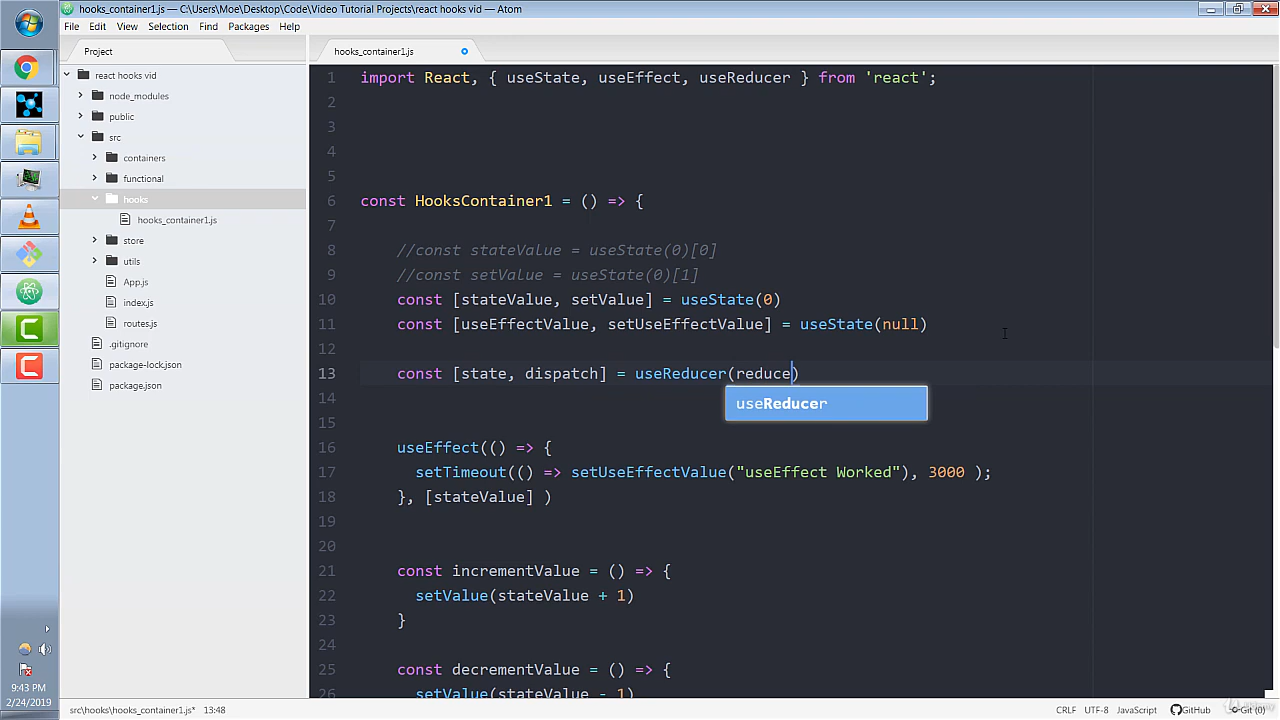 hooks_container1.js — C:\Users\Moe\Desktop\Code\Video Tutorial Projects\react hooks vid — Atom
File Edit View Selection Find Packages Help
Project
react hooks vid
node_modules
public
src
containers
functional
hooks
hooks_container1.js
store
utils
App.js
index.js
routes.js
.gitignore
package-lock.json
package.json
hooks_container1.js
1 import React, { useState, useEffect, useReducer } from 'react';
2
3
4
5
6 const HooksContainer1 = () => {
7
8 //const stateValue = useState(0)[0]
9 //const setValue = useState(0)[1]
10 const [stateValue, setValue] = useState(0)
11 const [useEffectValue, setUseEffectValue] = useState(null)
12
13 const [state, dispatch] = useReducer(reduce)
useReducer
14
15
16 useEffect(() => {
17 setTimeout(() => setUseEffectValue("useEffect Worked"), 3000 );
18 }, [stateValue] )
19
20
21 const incrementValue = () => {
22 setValue(stateValue + 1)
23 }
24
25 const decrementValue = () => {
26 setValue(stateValue - 1)
9:43 PM
2/24/2019
src\hooks\hooks_container1.js* 13:48
CRLF UTF-8 JavaScript GitHub Git (0)